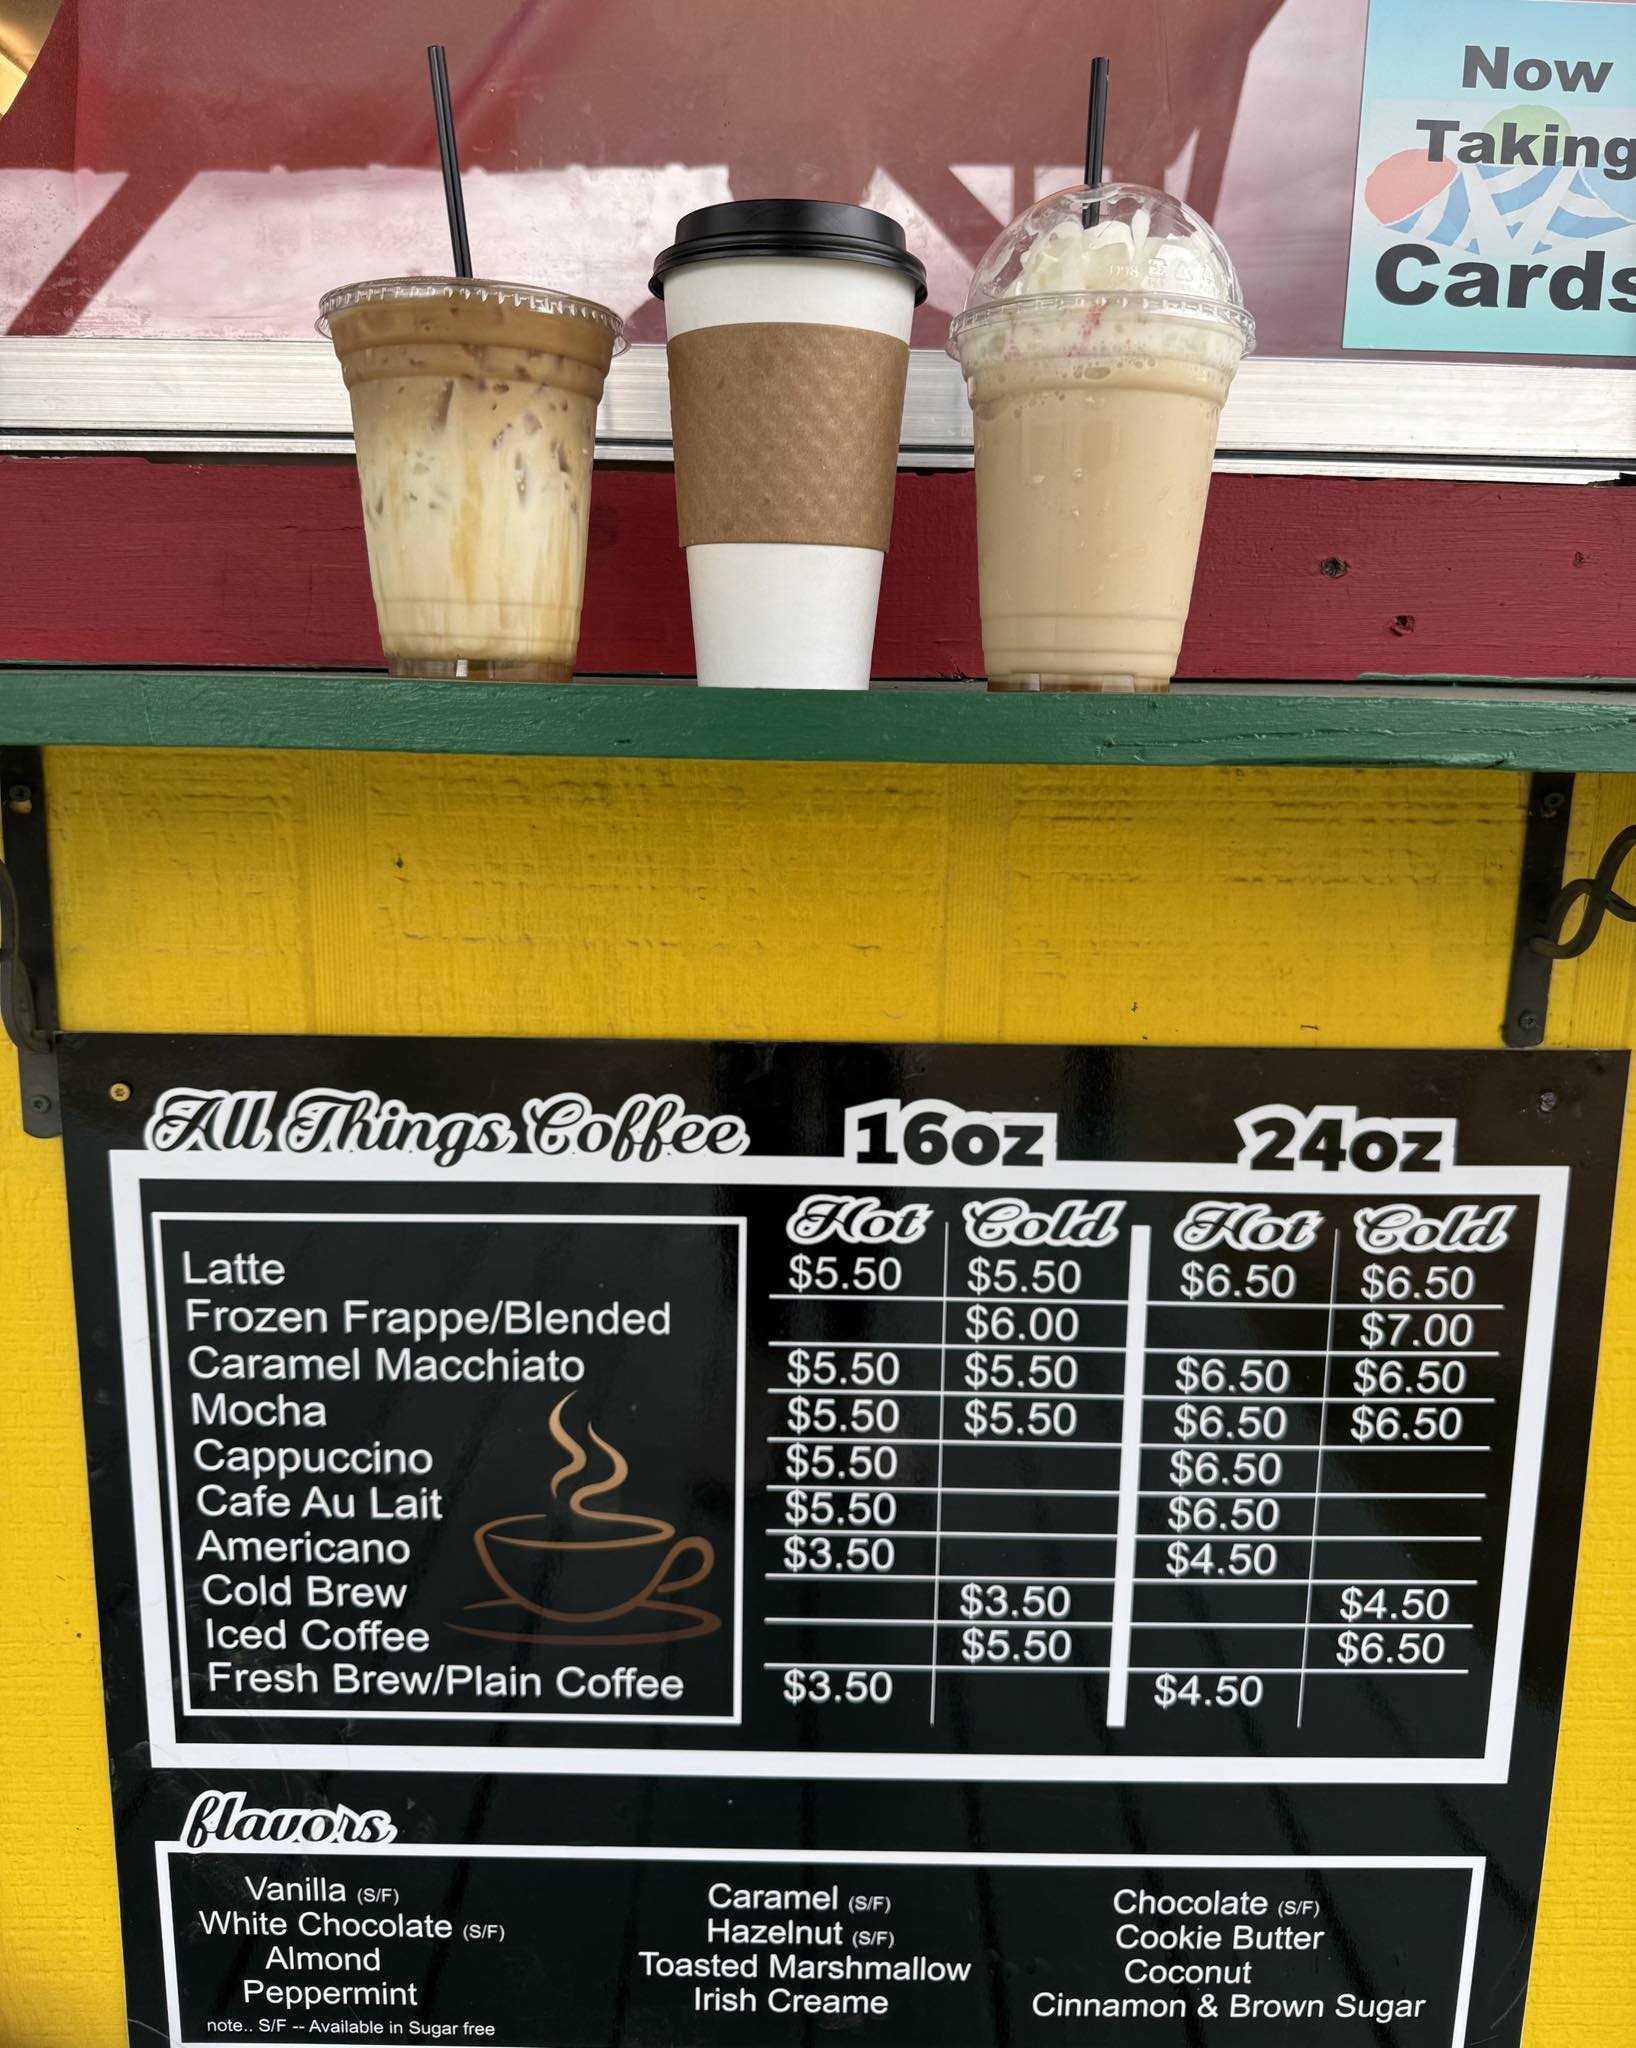 Now
Taking
Cards
All Things Coffee 16oz 24oz
Hot Cold Hot Cold
Latte $5.50 $5.50 $6.50 $6.50
Frozen Frappe/Blended $6.00 $7.00
Caramel Macchiato $5.50 $5.50 $6.50 $6.50
Mocha $5.50 $5.50 $6.50 $6.50
Cappuccino $5.50 $6.50
Cafe Au Lait $5.50 $6.50
Americano $3.50 $4.50
Cold Brew $3.50 $4.50
Iced Coffee $5.50 $6.50
Fresh Brew/Plain Coffee $3.50 $4.50
flavors
Vanilla (S/F) Caramel (S/F) Chocolate (S/F)
White Chocolate (S/F) Hazelnut (S/F) Cookie Butter
Almond Toasted Marshmallow Coconut
Peppermint Irish Creame Cinnamon & Brown Sugar
note.. S/F -- Available in Sugar free